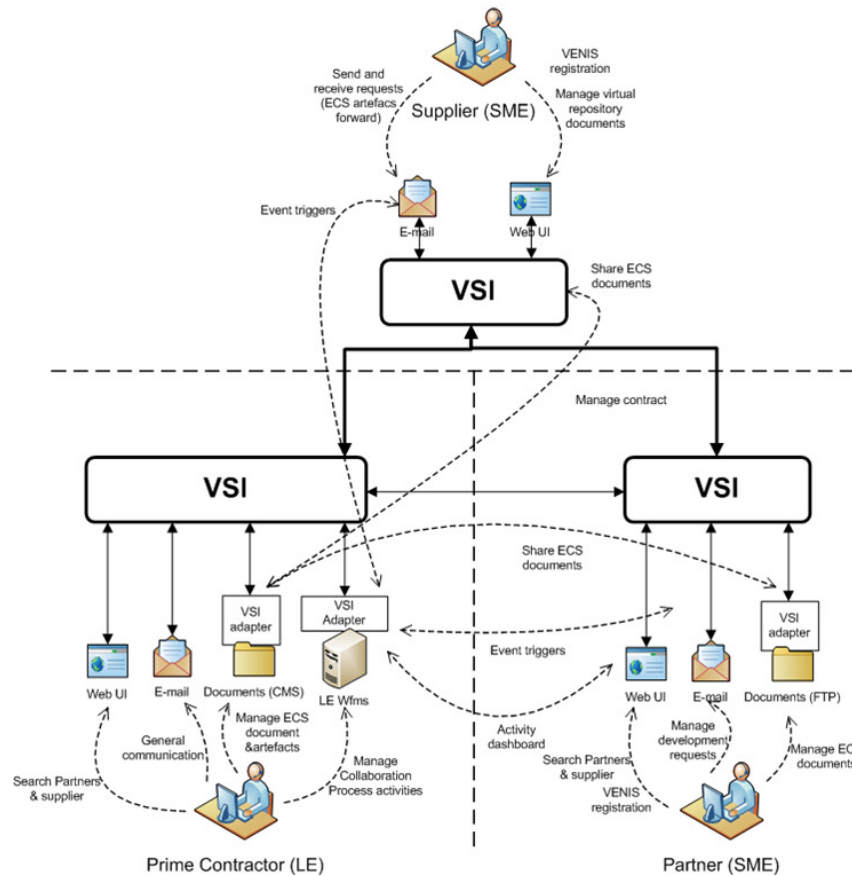 Send and
receive requests
(ECS artefacs
forward)
VENIS
registration
Manage virtual
repository
documents
Supplier (SME)
Event triggers
E-mail
Web UI
VSI
Share ECS
documents
Manage contract
VSI
VSI
Share ECS
documents
VSI
adapter
VSI
Adapter
VSI
adapter
Event triggers
Web UI
E-mail
Documents (CMS)
LE Wfms
Web UI
E-mail
Documents (FTP)
General
communication
Manage ECS
document
&artefacts
Activity
dashboard
Manage
development
requests
Search Partners
& supplier
Manage
Collaboration
Process activities
Search Partners
& supplier
VENIS
registration
Manage EC
documents
Prime Contractor (LE)
Partner (SME)